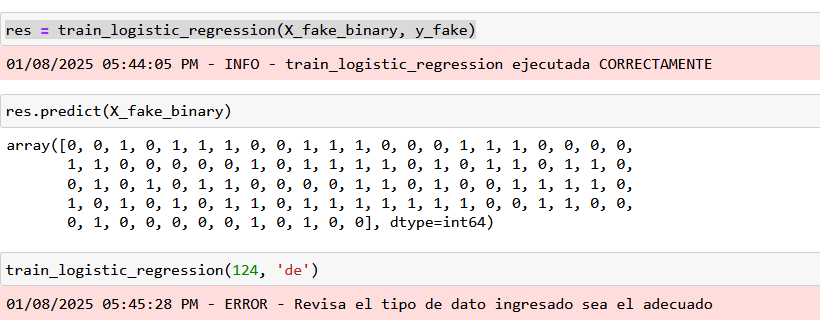 res = train_logistic_regression(X_fake_binary, y_fake)
01/08/2025 05:44:05 PM - INFO - train_logistic_regression ejecutada CORRECTAMENTE
res.predict(X_fake_binary)
array([0, 0, 1, 0, 1, 1, 1, 0, 0, 1, 1, 1, 0, 0, 0, 1, 1, 1, 0, 0, 0, 0,
1, 1, 0, 0, 0, 0, 0, 1, 0, 1, 1, 1, 1, 1, 0, 1, 0, 1, 1, 0, 1, 1, 0,
0, 1, 0, 1, 0, 1, 1, 0, 0, 0, 0, 1, 1, 0, 1, 0, 0, 1, 1, 1, 1, 0,
1, 0, 1, 0, 1, 0, 1, 1, 0, 1, 1, 1, 1, 1, 1, 1, 1, 0, 0, 1, 1, 0, 0,
0, 1, 0, 0, 0, 0, 0, 1, 0, 1, 0, 0], dtype=int64)
train_logistic_regression(124, 'de')
01/08/2025 05:45:28 PM - ERROR - Revisa el tipo de dato ingresado sea el adecuado